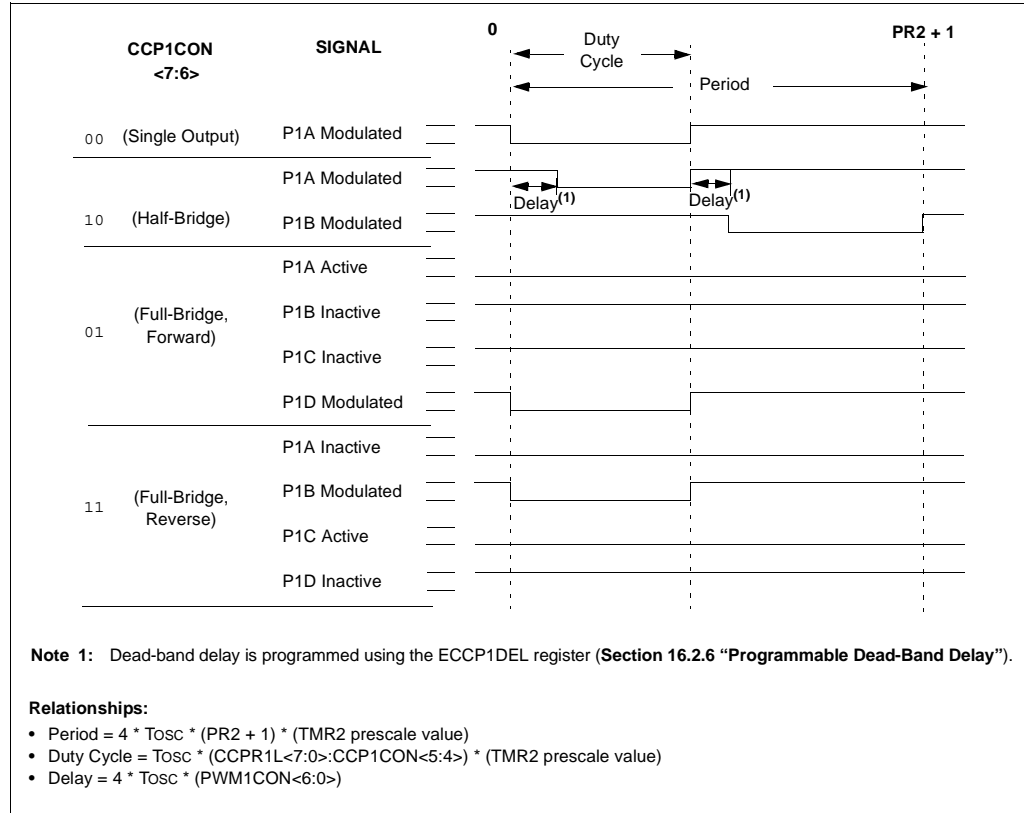 CCP1CON
<7:6>
SIGNAL
0
PR2 + 1
Duty
Cycle
Period
00 (Single Output) P1A Modulated
P1A Modulated
Delay(1) Delay(1)
10 (Half-Bridge) P1B Modulated
P1A Active
P1B Inactive
01 (Full-Bridge,
Forward)
P1C Inactive
P1D Modulated
P1A Inactive
P1B Modulated
11 (Full-Bridge,
Reverse)
P1C Active
P1D Inactive
Note 1: Dead-band delay is programmed using the ECCP1DEL register (Section 16.2.6 “Programmable Dead-Band Delay”).
Relationships:
• Period = 4 * TOSC * (PR2 + 1) * (TMR2 prescale value)
• Duty Cycle = TOSC * (CCPR1L<7:0>:CCP1CON<5:4>) * (TMR2 prescale value)
• Delay = 4 * TOSC * (PWM1CON<6:0>)